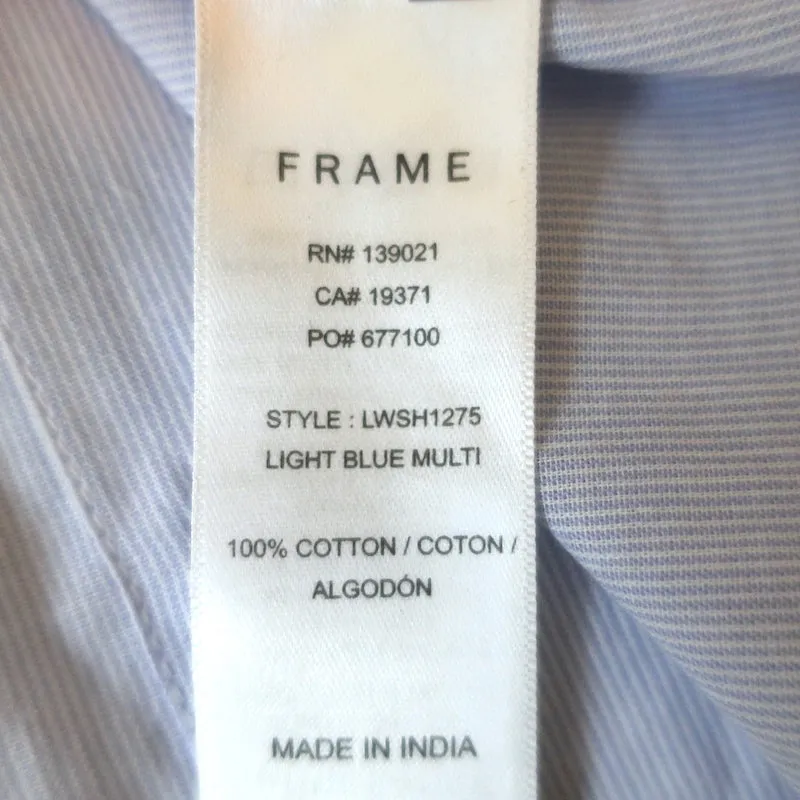 FRAME
RN# 139021
CA# 19371
PO# 677100
STYLE : LWSH1275
LIGHT BLUE MULTI
100% COTTON / COTON /
ALGODÓN
MADE IN INDIA